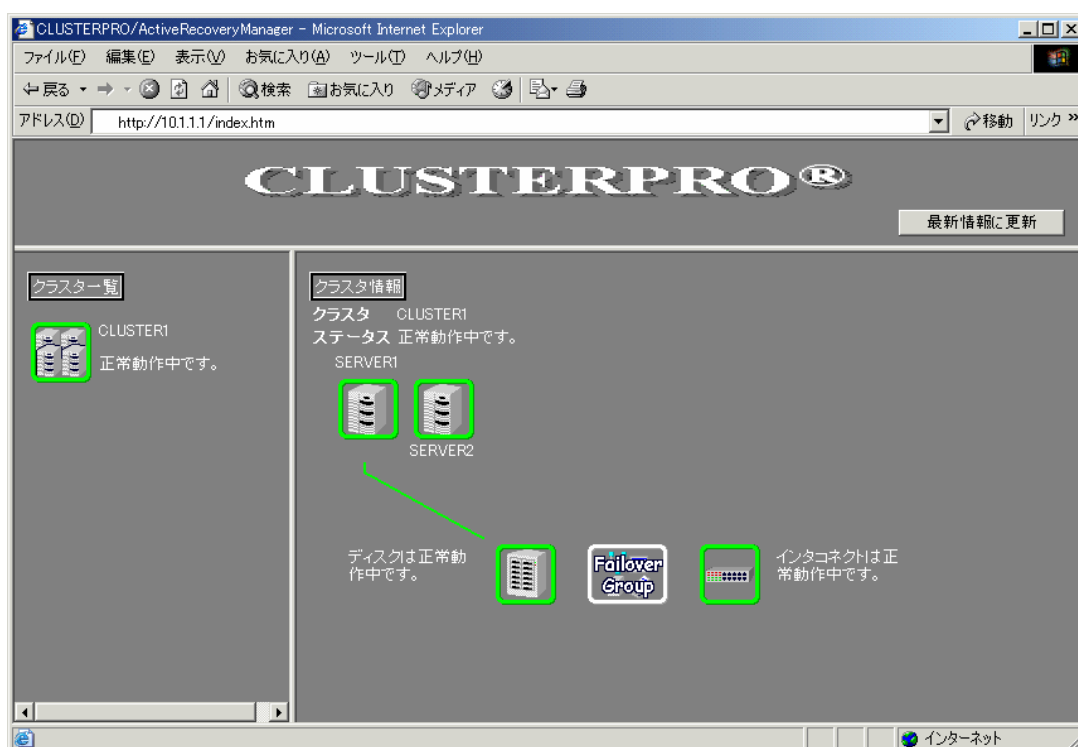 CLUSTERPRO/ActiveRecoveryManager - Microsoft Internet Explorer
ファイル(F) 編集(E) 表示(V) お気に入り(A) ツール(T) ヘルプ(H)
戻る 検索 お気に入り メディア
アドレス(D) http://10.1.1.1/index.htm 移動 リンク »
CLUSTERPRO®
最新情報に更新
クラスター覧
CLUSTER1
正常動作中です。
クラスタ情報
クラスタ CLUSTER1
ステータス 正常動作中です。
SERVER1
SERVER2
ディスクは正常動
作中です。
Failover
Group
インタコネクトは正
常動作中です。
インターネット